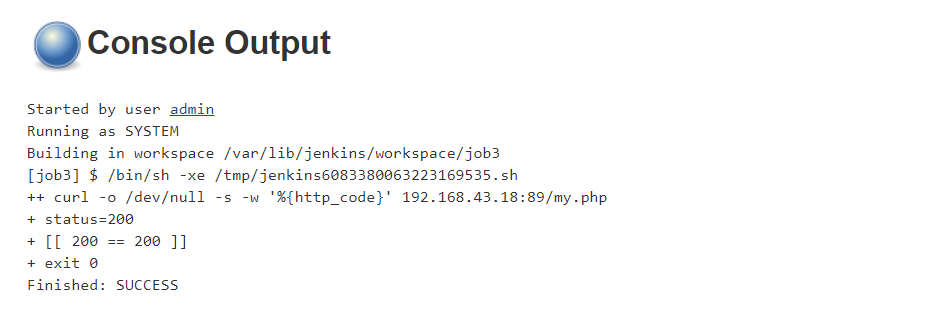 Console Output
Started by user admin
Running as SYSTEM
Building in workspace /var/lib/jenkins/workspace/job3
[job3] $ /bin/sh -xe /tmp/jenkins6083380063223169535.sh
++ curl -o /dev/null -s -w '%{http_code}' 192.168.43.18:89/my.php
+ status=200
+ [[ 200 == 200 ]]
+ exit 0
Finished: SUCCESS